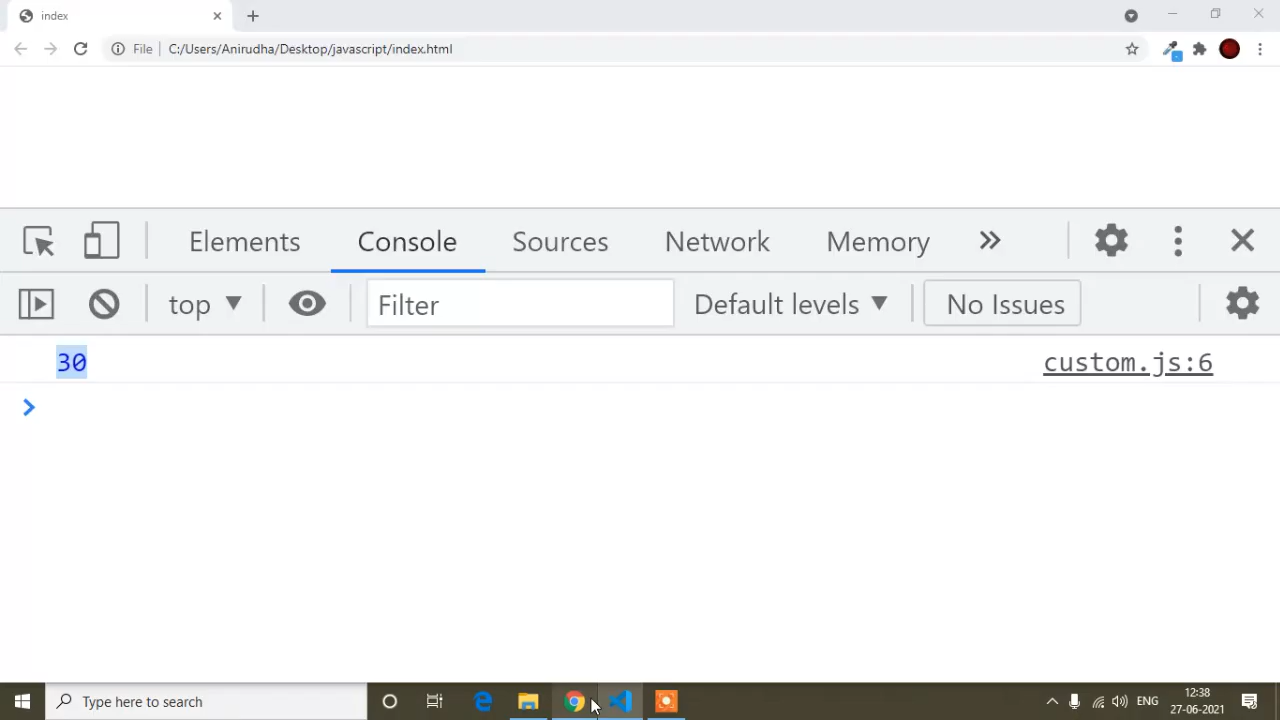 index
File C:/Users/Anirudha/Desktop/javascript/index.html
Elements Console Sources Network Memory
top Filter Default levels No Issues
30 custom.js:6
Type here to search ENG 12:38
27-06-2021